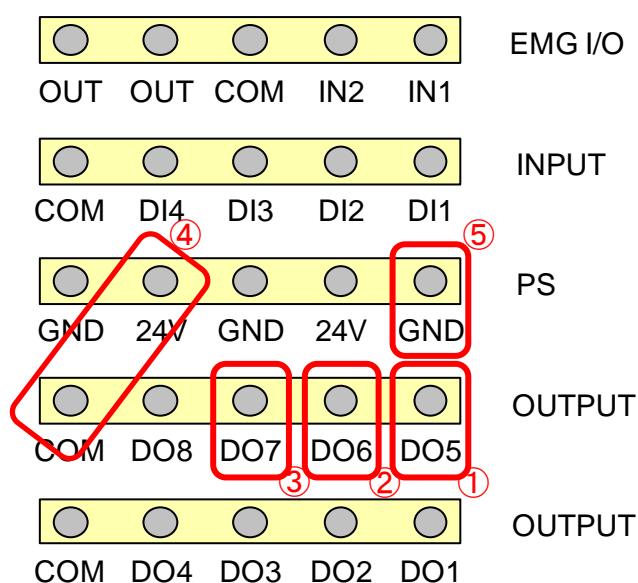 EMG I/O
OUT OUT COM IN2 IN1
INPUT
COM DI4 DI3 DI2 DI1
④ ⑤
PS
GND 24V GND 24V GND
OUTPUT
COM DO8 DO7 DO6 DO5
③ ② ①
OUTPUT
COM DO4 DO3 DO2 DO1